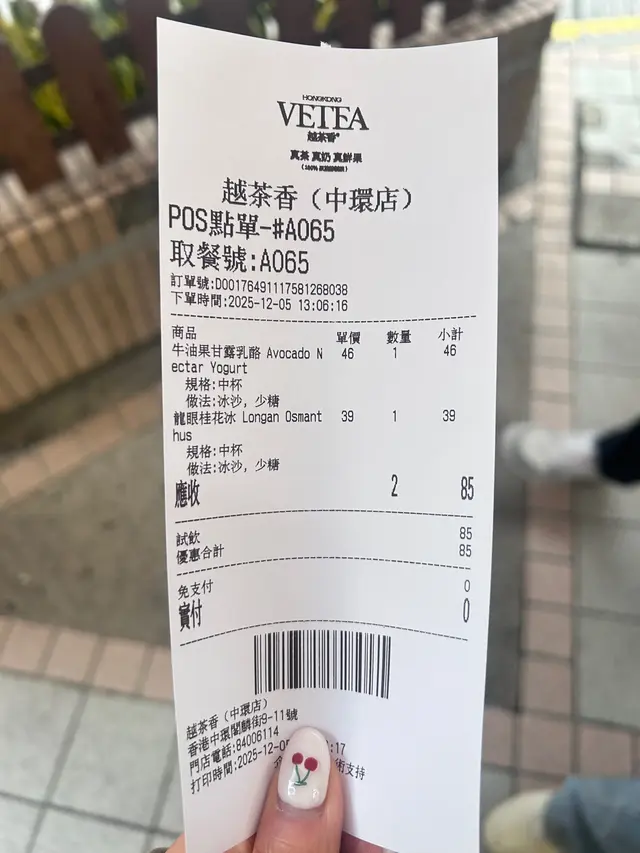 HONGKONG
VETEA
越茶香
真茶 真奶 真鮮果
越茶香（中環店）
POS點單-#A065
取餐號:A065
訂單號:D00176491117581268038
下單時間:2025-12-05 13:06:16
商品 單價 數量 小計
牛油果甘露乳酪 Avocado N 46 1 46
ectar Yogurt
規格:中杯
做法:冰沙, 少糖
龍眼桂花冰 Longan Osmant 39 1 39
hus
規格:中杯
做法:冰沙, 少糖
應收 2 85
試飲 85
優惠合計 85
免支付 0
實付 0
越茶香（中環店）
香港中環閣麟街9-11號
門店電話:84006114
打印時間:2025-12-05 :17
術支持